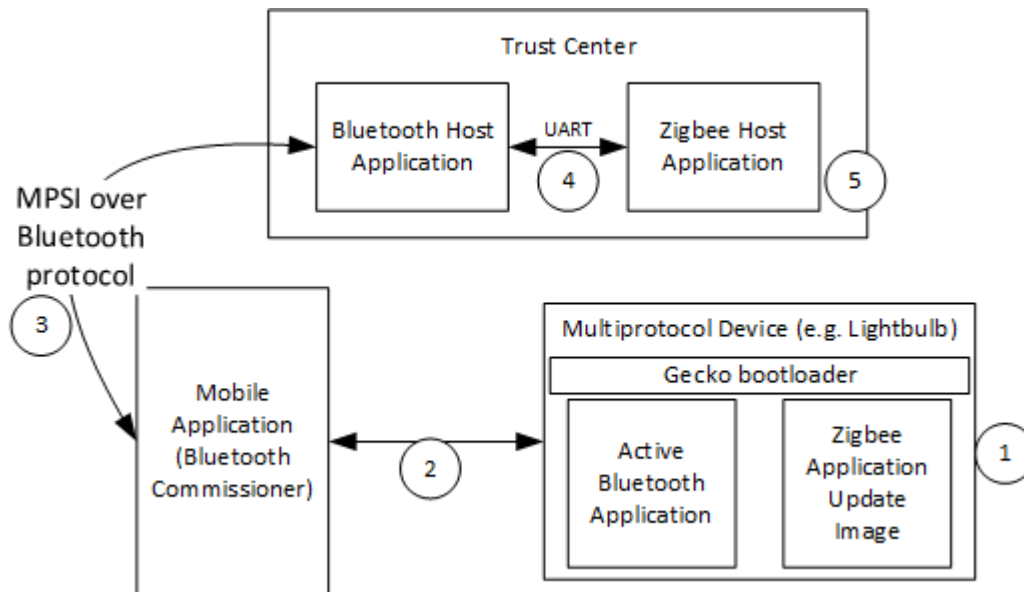 Trust Center
Bluetooth Host
Application
UART
4
Zigbee Host
Application
5
MPSI over
Bluetooth
protocol
3
Mobile
Application
(Bluetooth
Commissioner)
2
Multiprotocol Device (e.g. Lightbulb)
Gecko bootloader
Active
Bluetooth
Application
Zigbee
Application
Update
Image
1